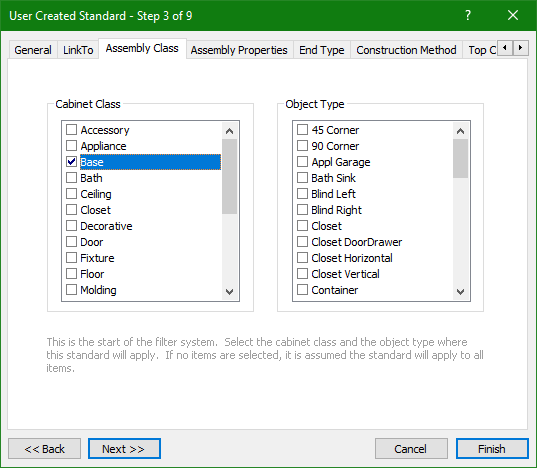 User Created Standard - Step 3 of 9
?
General LinkTo Assembly Class Assembly Properties End Type Construction Method Top C
Cabinet Class
Accessory
Appliance
Base
Bath
Ceiling
Closet
Decorative
Door
Fixture
Floor
Molding
Object Type
45 Corner
90 Corner
Appl Garage
Bath Sink
Blind Left
Blind Right
Closet
Closet DoorDrawer
Closet Horizontal
Closet Vertical
Container
This is the start of the filter system.  Select the cabinet class and the object type where
this standard will apply.  If no items are selected, it is assumed the standard will apply to all
items.
<< Back Next >> Cancel Finish